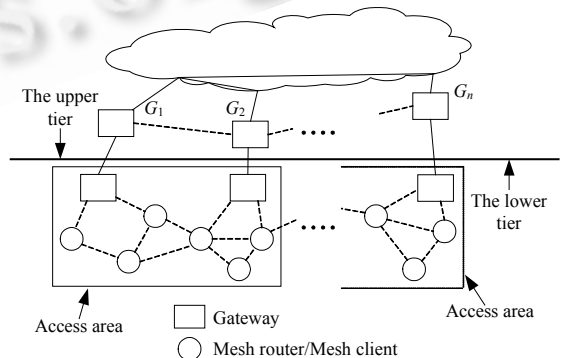 The upper
tier
G1
G2
Gn
The lower
tier
Access area
Access area
Gateway
Mesh router/Mesh client